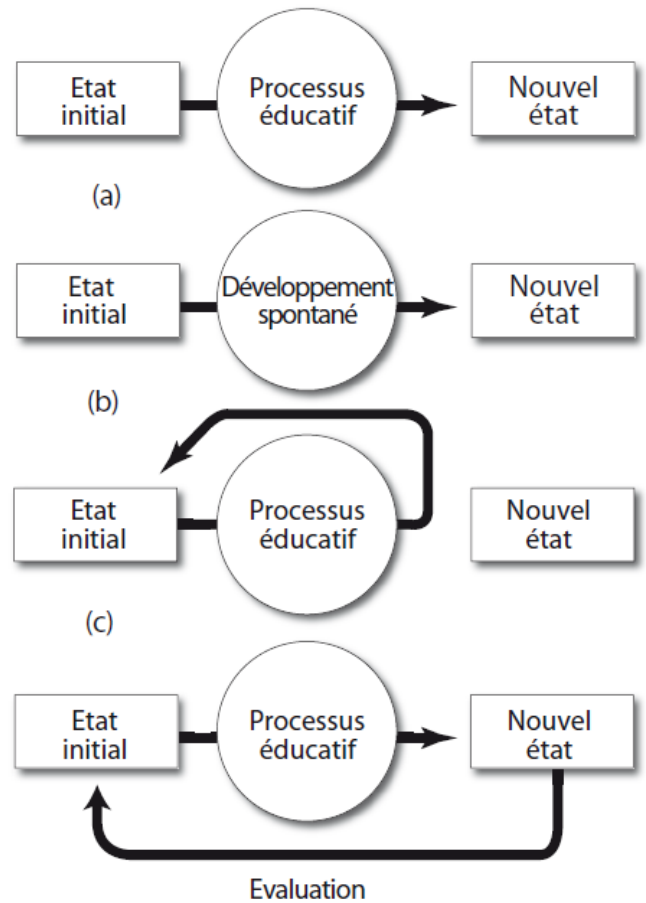 Etat
initial
Processus
éducatif
Nouvel
état
(a)
Etat
initial
Développement
spontané
Nouvel
état
(b)
Etat
initial
Processus
éducatif
Nouvel
état
(c)
Etat
initial
Processus
éducatif
Nouvel
état
Evaluation